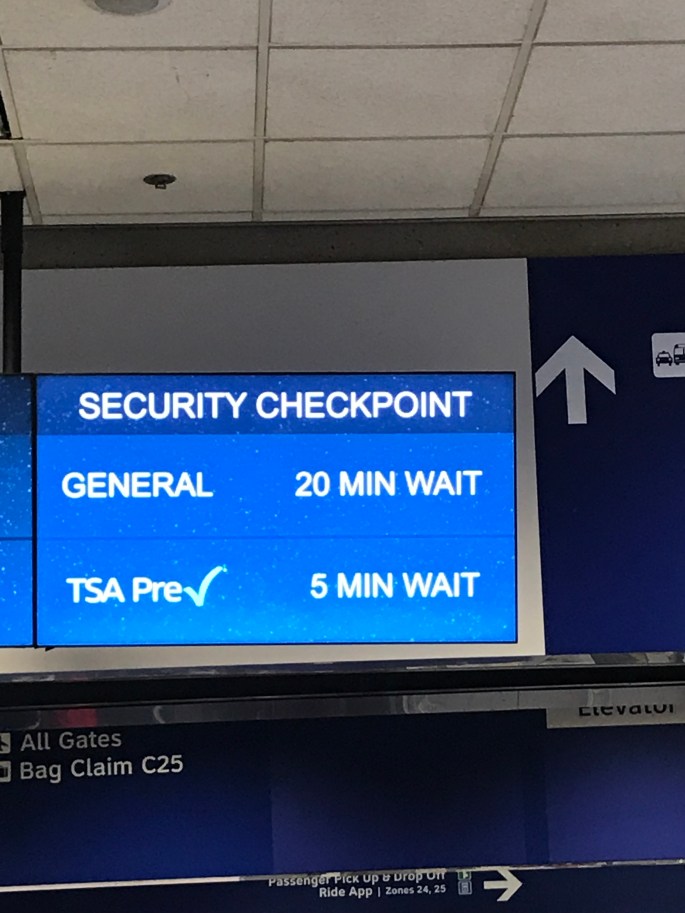 SECURITY CHECKPOINT
GENERAL 20 MIN WAIT
TSA Pre✓ 5 MIN WAIT
Elevator
All Gates
Bag Claim C25
Passenger Pick Up & Drop Off
Ride App | Zones 24, 25